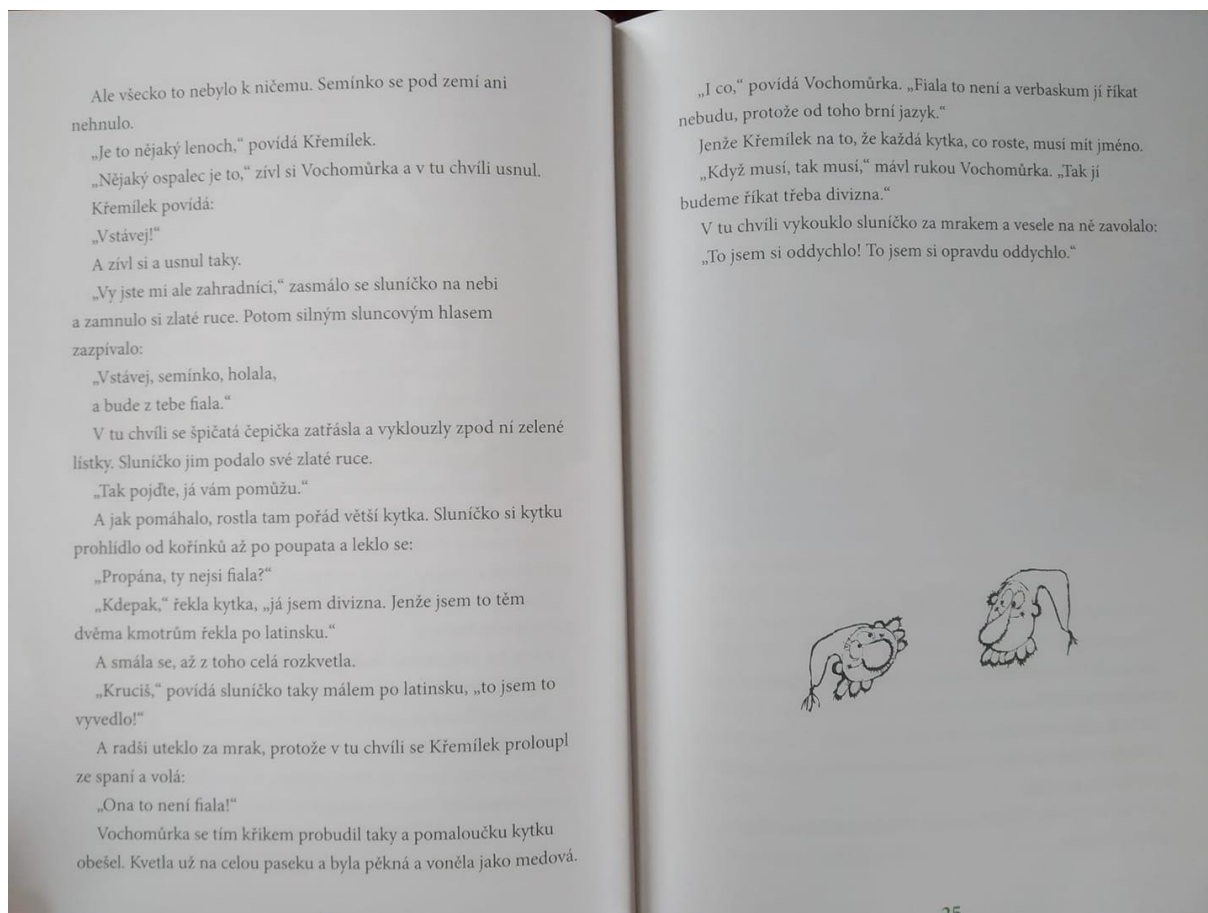 Ale všecko to nebylo k ničemu. Semínko se pod zemí ani
nehnulo.
„Je to nějaký lenoch,“ povídá Křemílek.
„Nějaký ospalec je to,“ zívl si Vochomůrka a v tu chvíli usnul.
Křemílek povídá:
„Vstávej!“
A zívl si a usnul taky.
„Vy jste mi ale zahradníci,“ zasmálo se sluníčko na nebi
a zamnulo si zlaté ruce. Potom silným sluncovým hlasem
zazpívalo:
„Vstávej, semínko, holala,
a bude z tebe fiala.“
V tu chvíli se špičatá čepička zatřásla a vyklouzly zpod ní zelené
lístky. Sluníčko jim podalo své zlaté ruce.
„Tak pojďte, já vám pomůžu.“
A jak pomáhalo, rostla tam pořád větší kytka. Sluníčko si kytku
prohlídlo od kořínků až po poupata a leklo se:
„Propána, ty nejsi fiala?“
„Kdepak,“ řekla kytka, „já jsem divizna. Jenže jsem to těm
dvěma kmotrům řekla po latinsku.“
A smála se, až z toho celá rozkvetla.
„Kruciš,“ povídá sluníčko taky málem po latinsku, „to jsem to
vyvedlo!“
A radši uteklo za mrak, protože v tu chvíli se Křemílek proloupl
ze spaní a volá:
„Ona to není fiala!“
Vochomůrka se tím křikem probudil taky a pomaloučku kytku
obešel. Kvetla už na celou paseku a byla pěkná a voněla jako medová.
„I co,“ povídá Vochomůrka. „Fiala to není a verbaskum jí říkat
nebudu, protože od toho brní jazyk.“
Jenže Křemílek na to, že každá kytka, co roste, musí mít jméno.
„Když musí, tak musí,“ mávl rukou Vochomůrka. „Tak jí
budeme říkat třeba divizna.“
V tu chvíli vykouklo sluníčko za mrakem a vesele na ně zavolalo:
„To jsem si oddychlo! To jsem si opravdu oddychlo.“